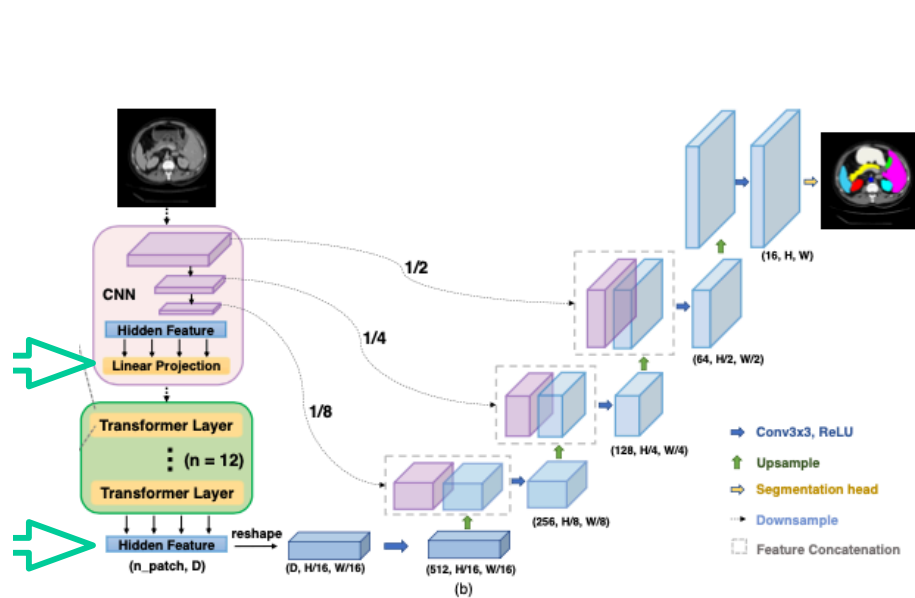 CNN
Hidden Feature
Linear Projection
Transformer Layer
(n = 12)
Transformer Layer
Hidden Feature
(n_patch, D)
reshape
(D, H/16, W/16)
(512, H/16, W/16)
(b)
1/2
1/4
1/8
(256, H/8, W/8)
(128, H/4, W/4)
(64, H/2, W/2)
(16, H, W)
Conv3x3, ReLU
Upsample
Segmentation head
Downsample
Feature Concatenation